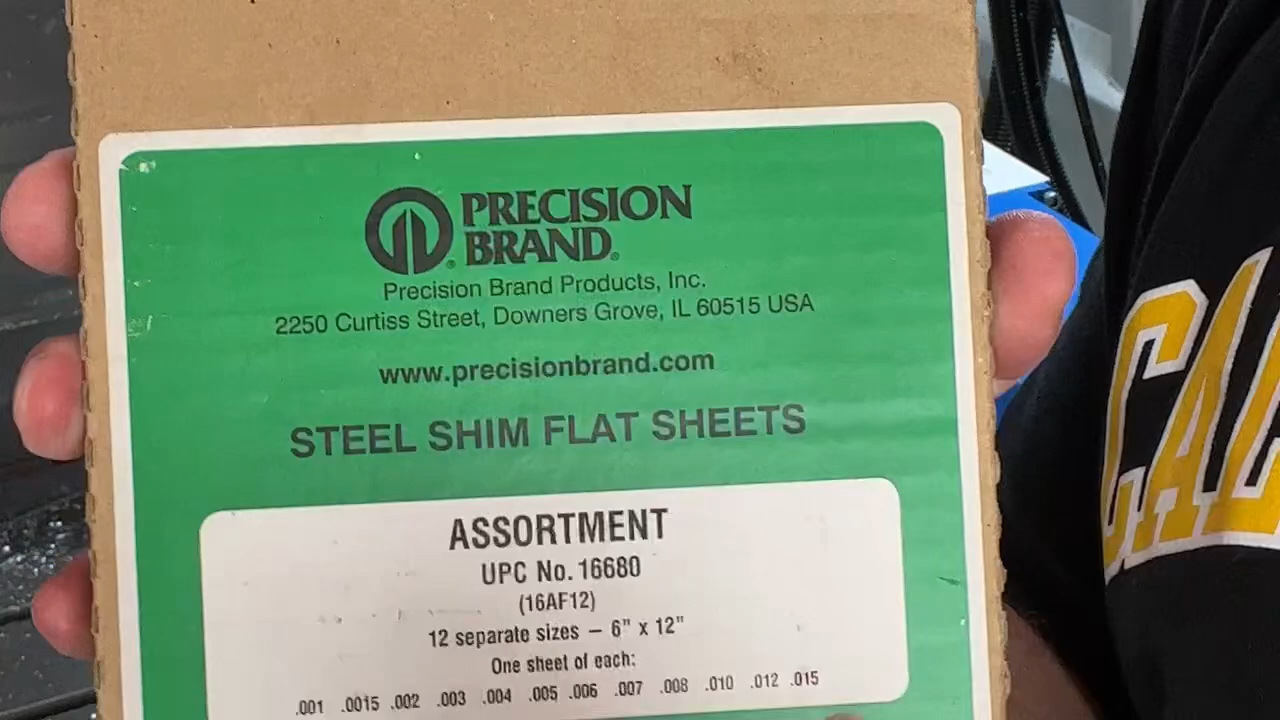 PRECISION
BRAND®
Precision Brand Products, Inc.
2250 Curtiss Street, Downers Grove, IL 60515 USA
www.precisionbrand.com
STEEL SHIM FLAT SHEETS
ASSORTMENT
UPC No. 16680
(16AF12)
12 separate sizes – 6" x 12"
One sheet of each:
.001 .0015 .002 .003 .004 .005 .006 .007 .008 .010 .012 .015
CAL